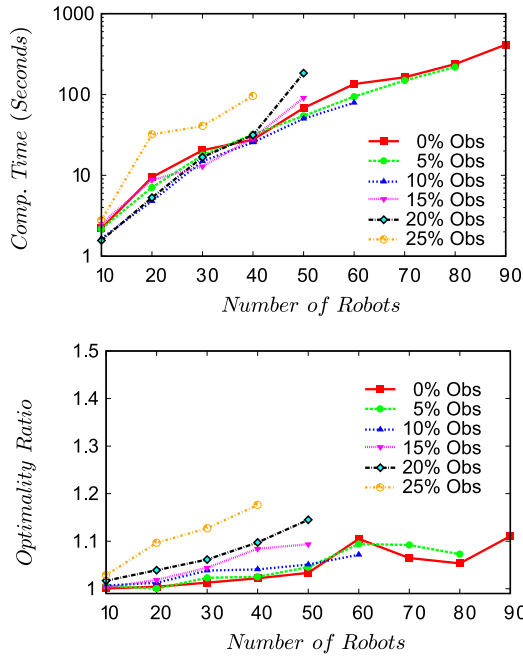 1000
100
10
1
Comp. Time (Seconds)
0% Obs
5% Obs
10% Obs
15% Obs
20% Obs
25% Obs
10 20 30 40 50 60 70 80 90
Number of Robots
1.5
1.4
1.3
1.2
1.1
1
Optimality Ratio
0% Obs
5% Obs
10% Obs
15% Obs
20% Obs
25% Obs
10 20 30 40 50 60 70 80 90
Number of Robots